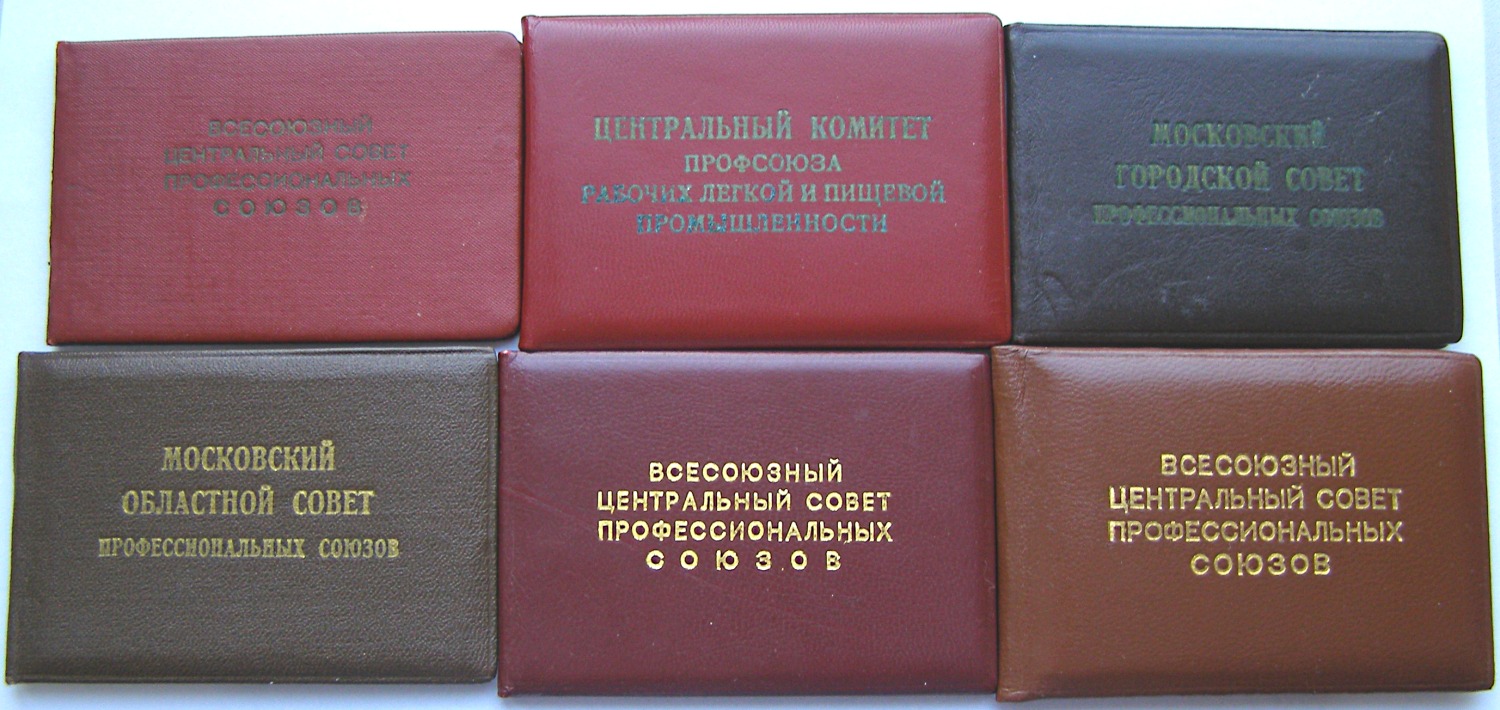 ВСЕСОЮЗНЫЙ
ЦЕНТРАЛЬНЫЙ СОВЕТ
ПРОФЕССИОНАЛЬНЫХ
СОЮЗОВ
ЦЕНТРАЛЬНЫЙ КОМИТЕТ
ПРОФСОЮЗА
РАБОЧИХ ЛЕГКОЙ И ПИЩЕВОЙ
ПРОМЫШЛЕННОСТИ
МОСКОВСКИЙ
ГОРОДСКОЙ СОВЕТ
ПРОФЕССИОНАЛЬНЫХ СОЮЗОВ
МОСКОВСКИЙ
ОБЛАСТНОЙ СОВЕТ
ПРОФЕССИОНАЛЬНЫХ СОЮЗОВ
ВСЕСОЮЗНЫЙ
ЦЕНТРАЛЬНЫЙ СОВЕТ
ПРОФЕССИОНАЛЬНЫХ
СОЮЗОВ
ВСЕСОЮЗНЫЙ
ЦЕНТРАЛЬНЫЙ СОВЕТ
ПРОФЕССИОНАЛЬНЫХ
СОЮЗОВ